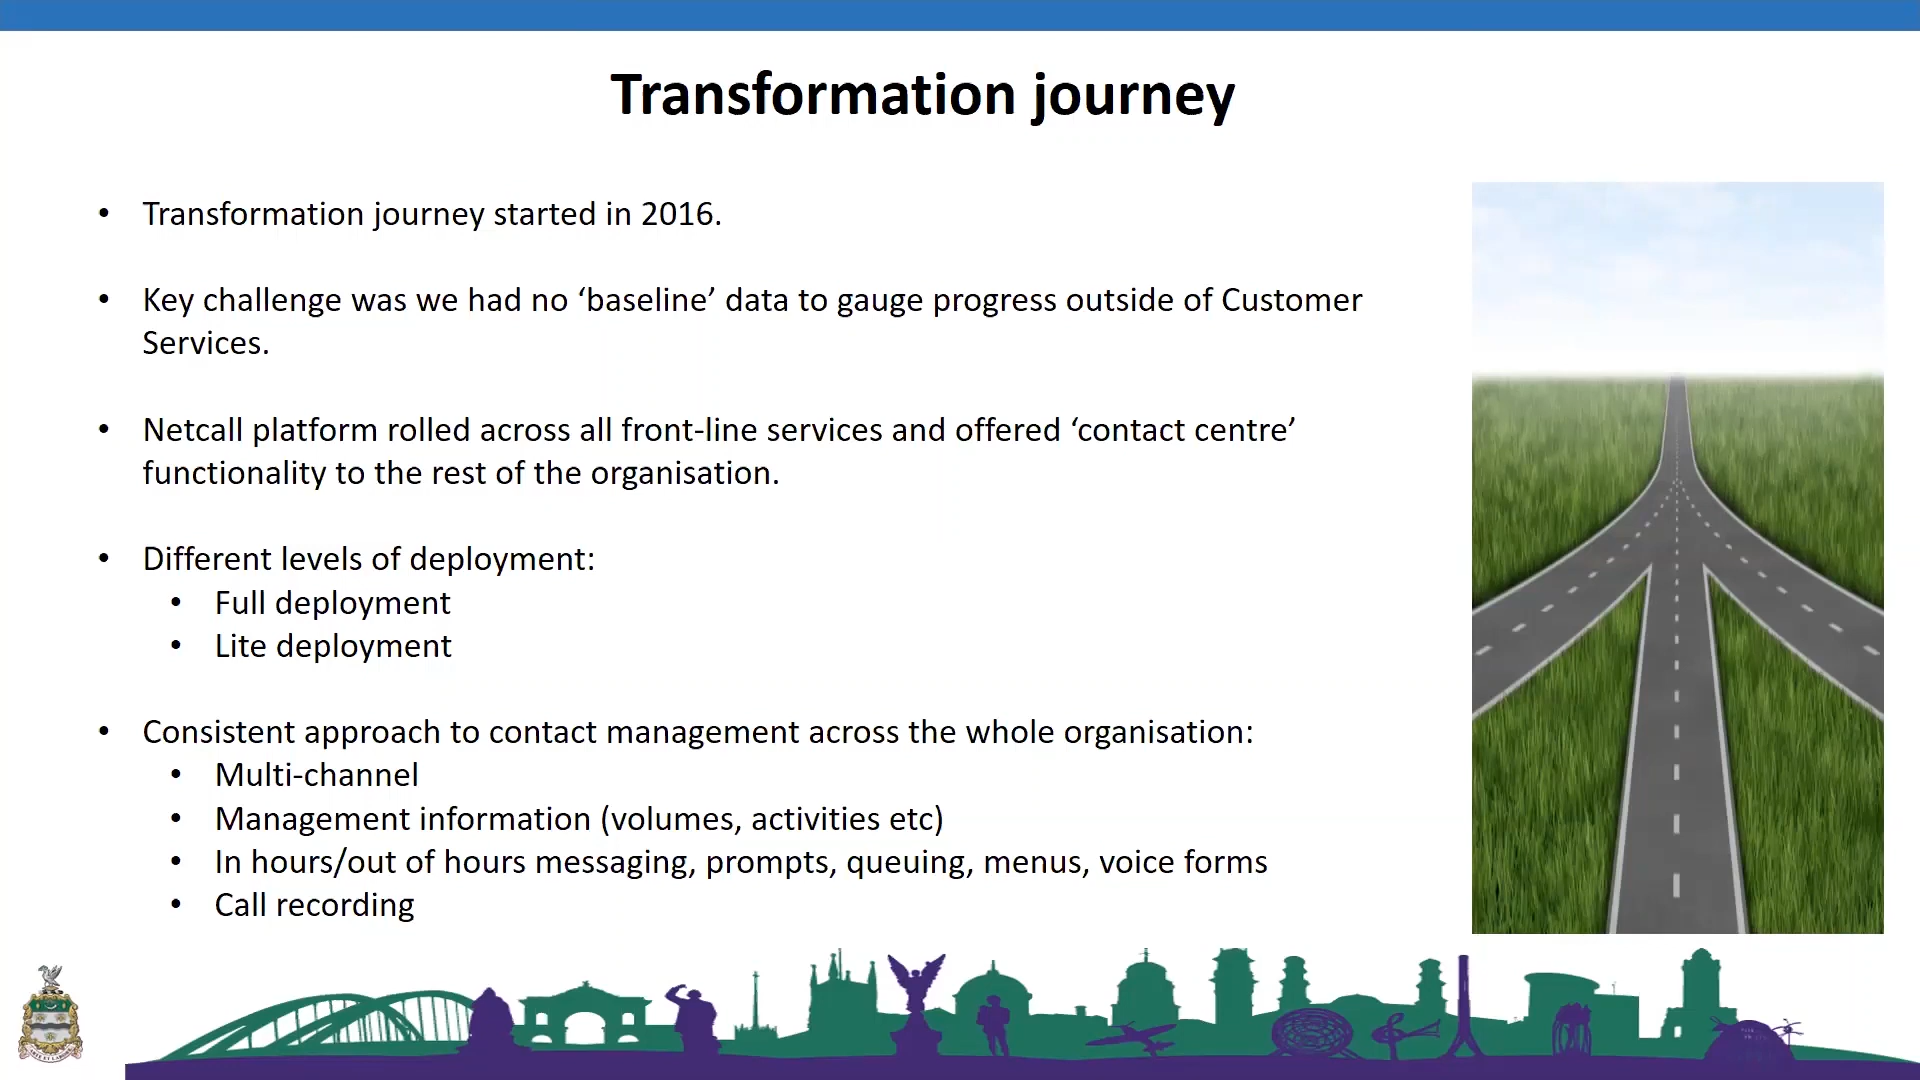 Transformation journey
• Transformation journey started in 2016.
• Key challenge was we had no ‘baseline’ data to gauge progress outside of Customer
Services.
• Netcall platform rolled across all front-line services and offered ‘contact centre’
functionality to the rest of the organisation.
• Different levels of deployment:
• Full deployment
• Lite deployment
• Consistent approach to contact management across the whole organisation:
• Multi-channel
• Management information (volumes, activities etc)
• In hours/out of hours messaging, prompts, queuing, menus, voice forms
• Call recording